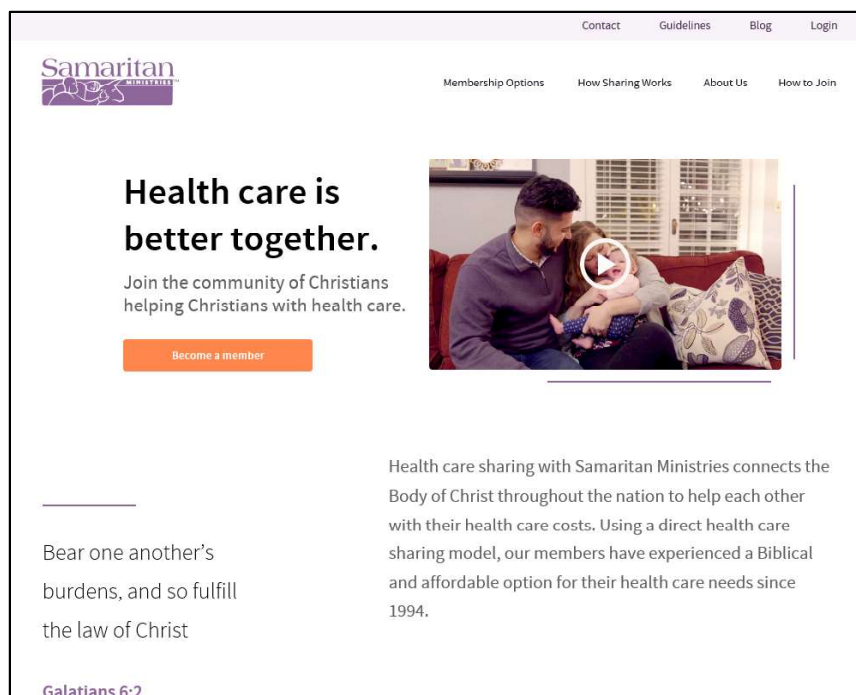 Contact Guidelines Blog Login
Samaritan
MINISTRIES
Membership Options How Sharing Works About Us How to Join
Health care is
better together.
Join the community of Christians
helping Christians with health care.
Become a member
Health care sharing with Samaritan Ministries connects the
Body of Christ throughout the nation to help each other
with their health care costs. Using a direct health care
sharing model, our members have experienced a Biblical
and affordable option for their health care needs since
1994.
Bear one another's
burdens, and so fulfill
the law of Christ
Galatians 6:2